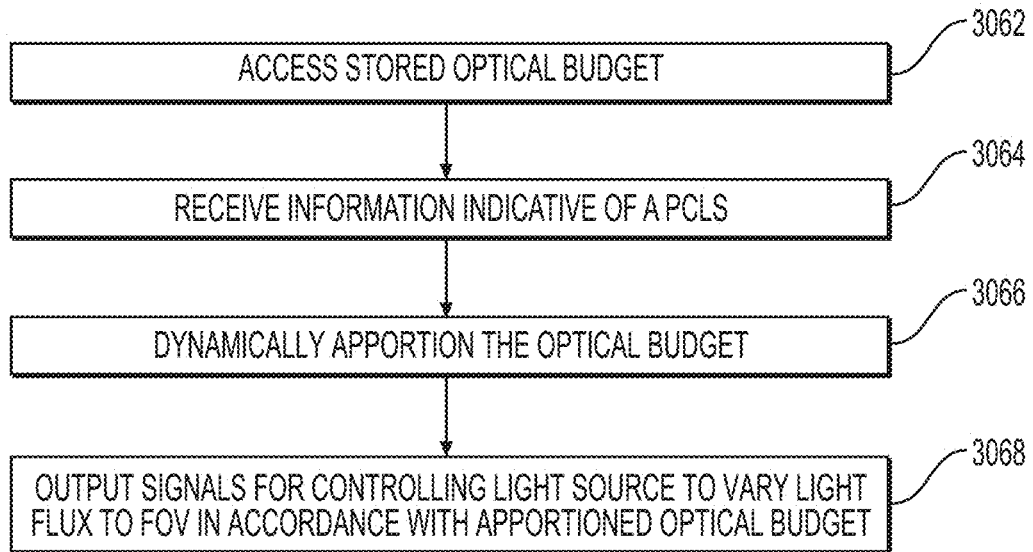 3062
ACCESS STORED OPTICAL BUDGET
3064
RECEIVE INFORMATION INDICATIVE OF A PCLS
3066
DYNAMICALLY APPORTION THE OPTICAL BUDGET
3068
OUTPUT SIGNALS FOR CONTROLLING LIGHT SOURCE TO VARY LIGHT
FLUX TO FOV IN ACCORDANCE WITH APPORTIONED OPTICAL BUDGET